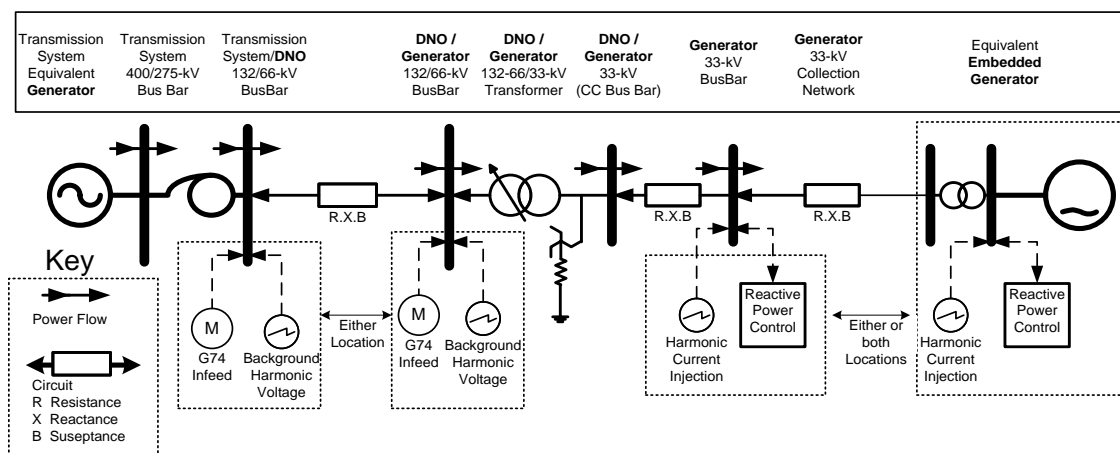 Transmission
System
Equivalent
Generator
Transmission
System
400/275-kV
Bus Bar
Transmission
System/DNO
132/66-kV
BusBar
DNO /
Generator
132/66-kV
BusBar
DNO /
Generator
132-66/33-kV
Transformer
DNO /
Generator
33-kV
(CC Bus Bar)
Generator
33-kV
BusBar
Generator
33-kV
Collection
Network
Equivalent
Embedded
Generator
R.X.B
R.X.B
R.X.B
Key
Power Flow
Circuit
R Resistance
X Reactance
B Suseptance
M
G74
Infeed
Background
Harmonic
Voltage
Either
Location
M
G74
Infeed
Background
Harmonic
Voltage
Harmonic
Current
Injection
Reactive
Power
Control
Either or
both
Locations
Harmonic
Current
Injection
Reactive
Power
Control